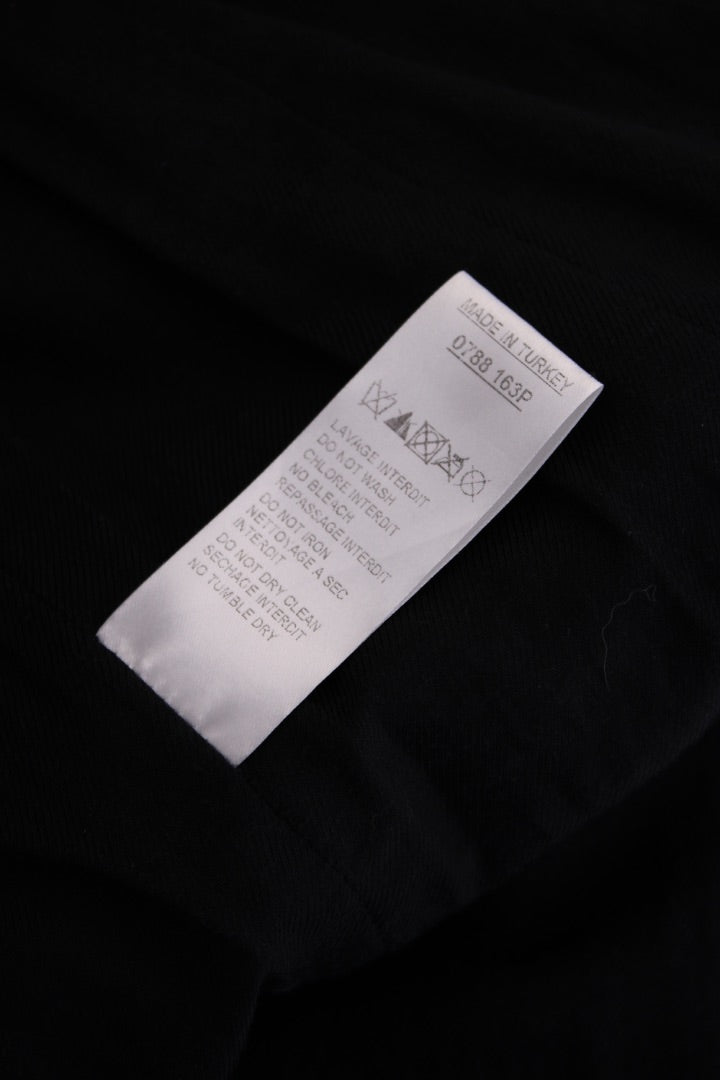 MADE IN TURKEY
0788 163P
LAVAGE INTERDIT
DO NOT WASH
CHLORE INTERDIT
NO BLEACH
REPASSAGE INTERDIT
DO NOT IRON
NETTOYAGE A SEC
INTERDIT
DO NOT DRY CLEAN
SECHAGE INTERDIT
NO TUMBLE DRY